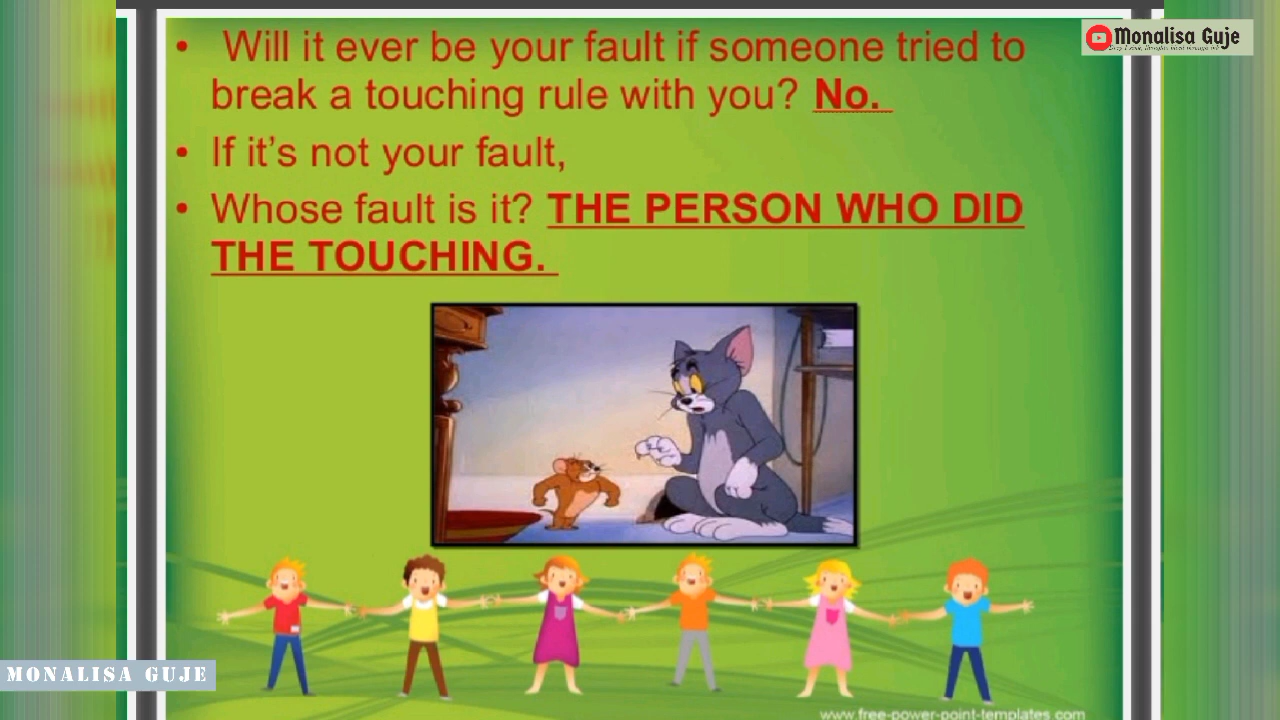 • Will it ever be your fault if someone tried to
break a touching rule with you? No.
• If it’s not your fault,
• Whose fault is it? THE PERSON WHO DID
THE TOUCHING.
Monalisa Guje
MONALISA GUJE
www.free-power-point-templates.com